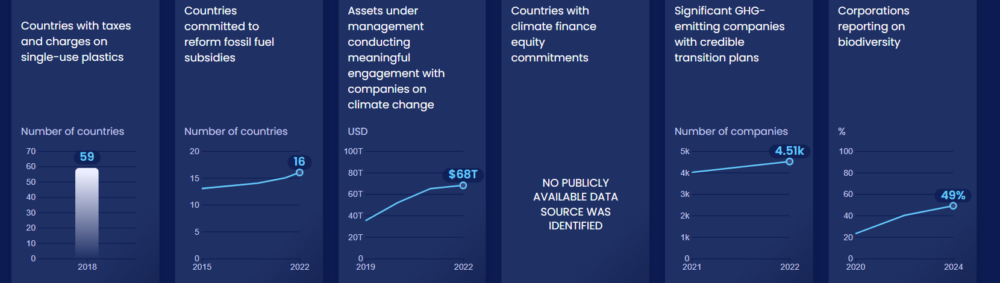 Countries with taxes
and charges on
single-use plastics
Number of countries
70
60
50
40
30
20
10
0
59
2018
Countries
committed to
reform fossil fuel
subsidies
Number of countries
20
15
10
5
0
16
2015
2022
Assets under
management
conducting
meaningful
engagement with
companies on
climate change
USD
100T
80T
60T
40T
20T
0
$68T
2019
2022
Countries with
climate finance
equity
commitments
NO PUBLICLY
AVAILABLE DATA
SOURCE WAS
IDENTIFIED
Significant GHG-
emitting companies
with credible
transition plans
Number of companies
5k
4k
3k
2k
1k
0
4.51k
2021
2022
Corporations
reporting on
biodiversity
%
100
80
60
40
20
0
49%
2020
2024